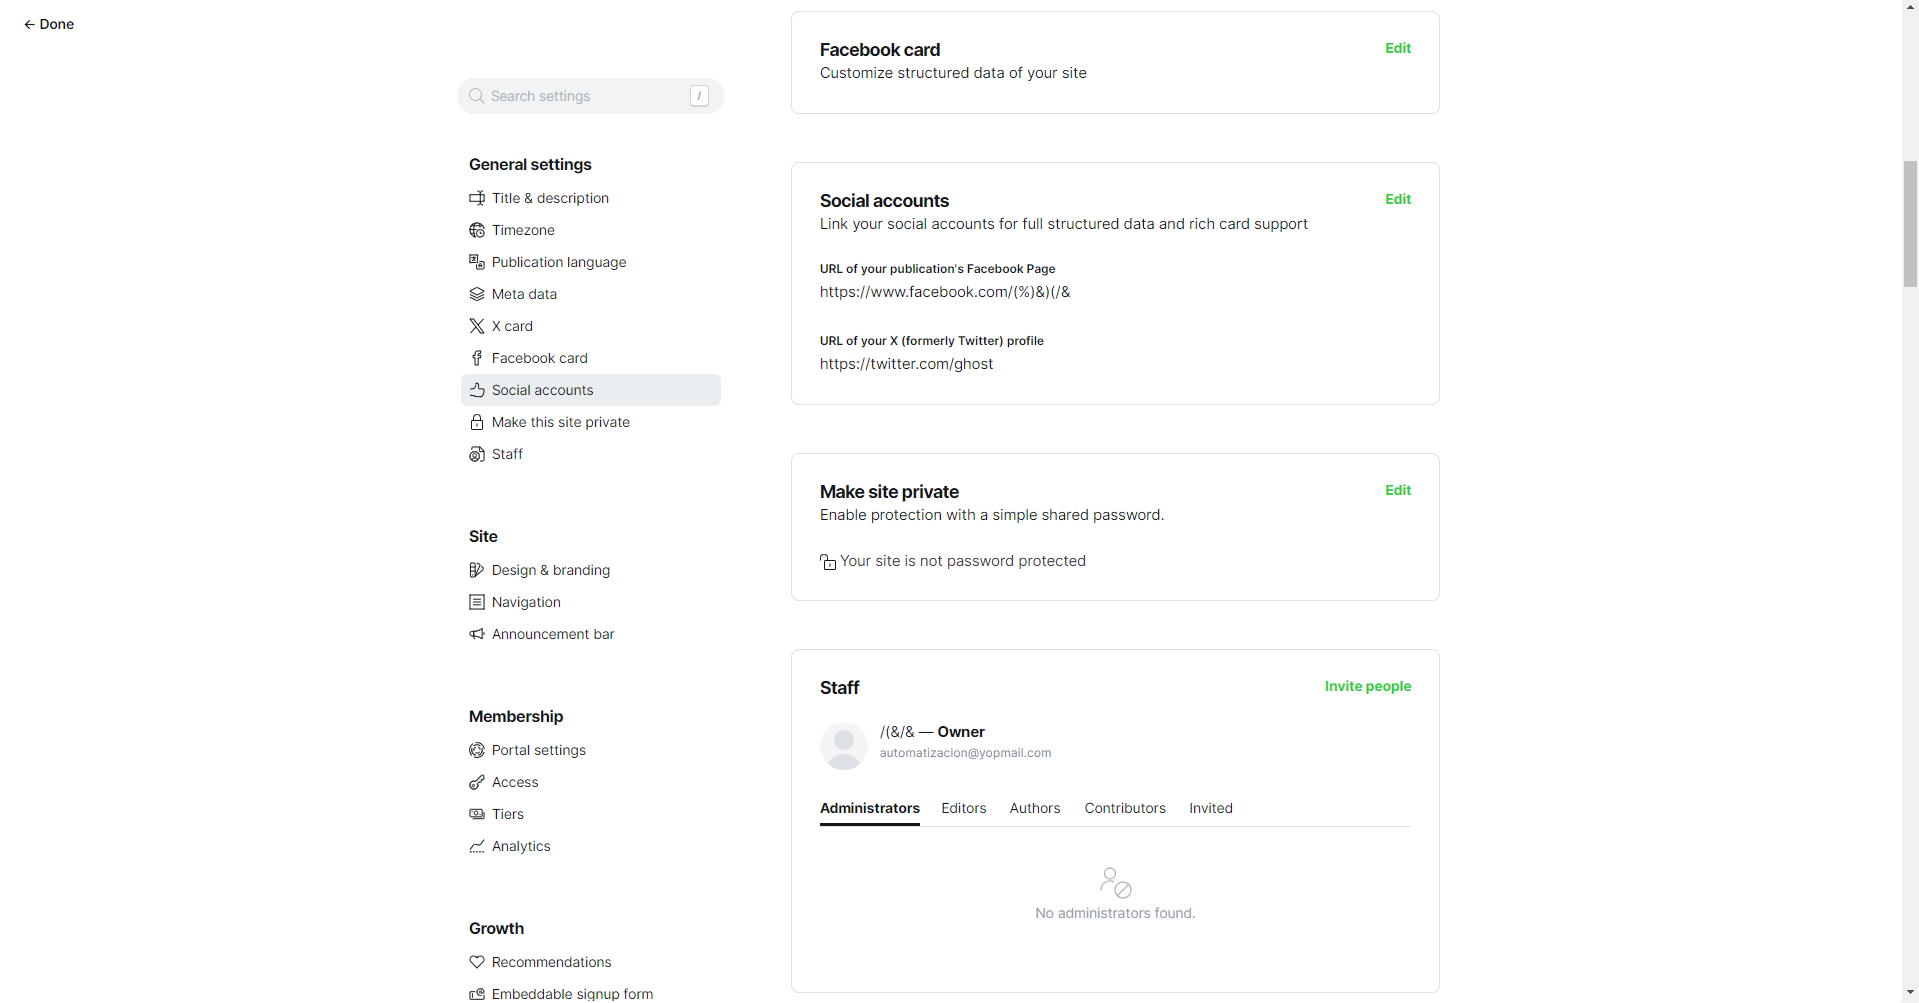 ← Done
Search settings /
General settings
Title & description
Timezone
Publication language
Meta data
X card
Facebook card
Social accounts
Make this site private
Staff
Site
Design & branding
Navigation
Announcement bar
Membership
Portal settings
Access
Tiers
Analytics
Growth
Recommendations
Embeddable signup form
Facebook card
Edit
Customize structured data of your site
Social accounts
Edit
Link your social accounts for full structured data and rich card support
URL of your publication's Facebook Page
https://www.facebook.com/(%)&)(/&
URL of your X (formerly Twitter) profile
https://twitter.com/ghost
Make site private
Edit
Enable protection with a simple shared password.
Your site is not password protected
Staff
Invite people
/(&/& — Owner
automatizacion@yopmail.com
Administrators Editors Authors Contributors Invited
No administrators found.